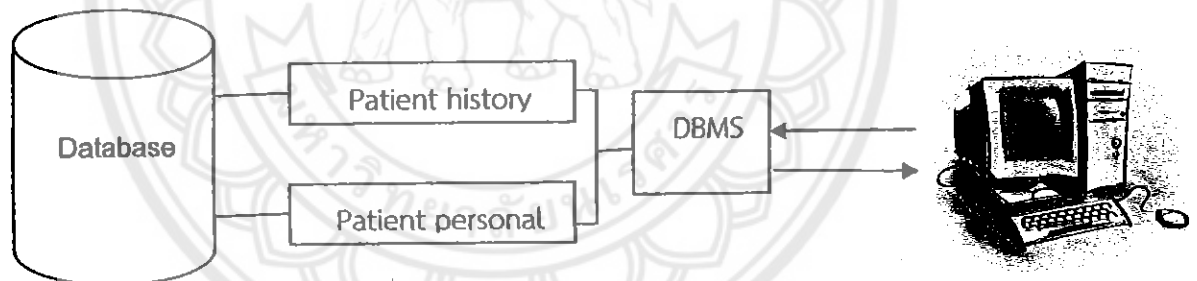 Patient history
DBMS
Database
Patient personal